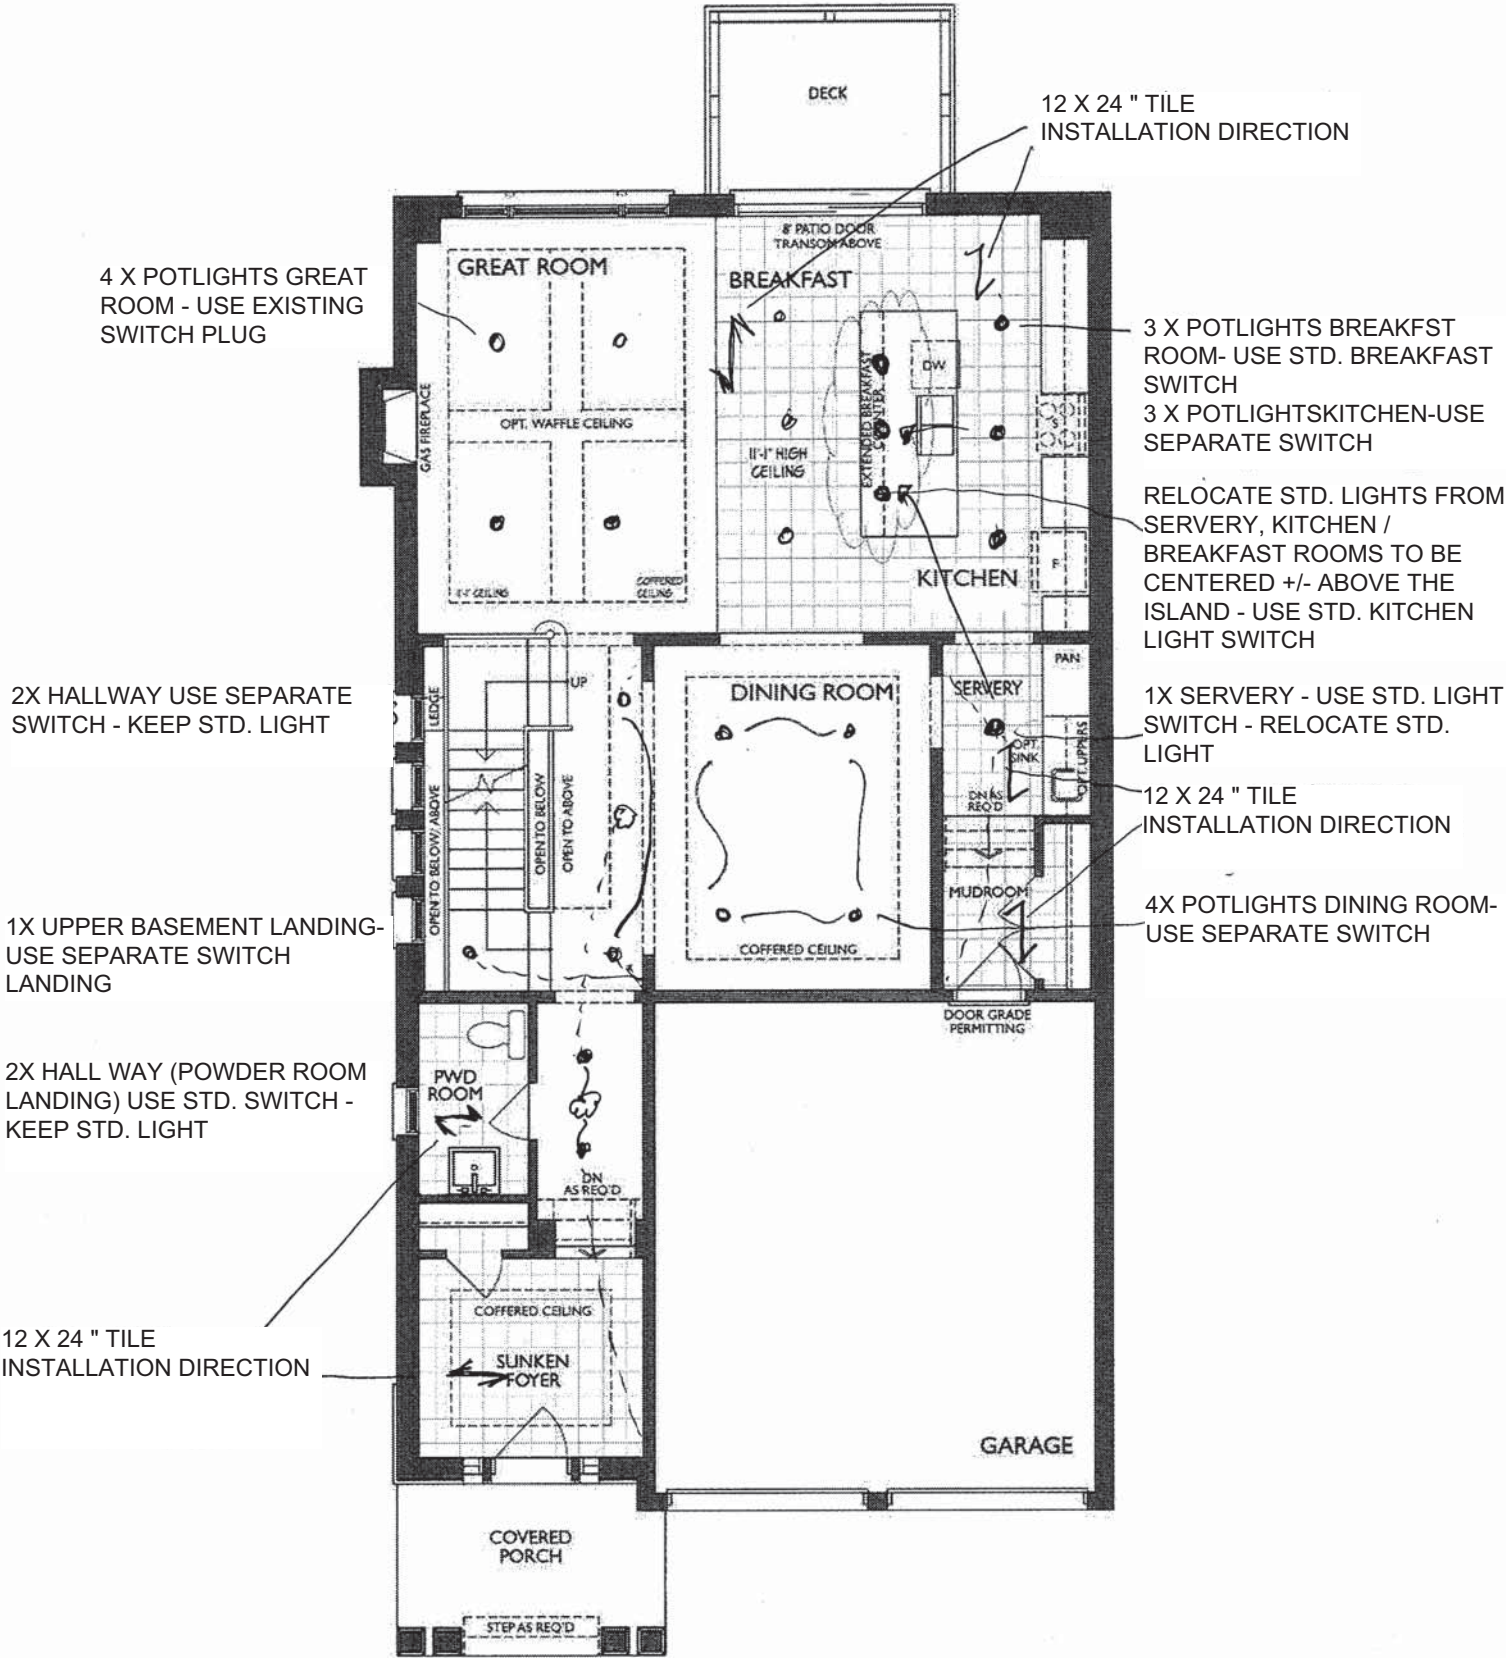 DECK
12 X 24 " TILE
INSTALLATION DIRECTION
8' PATIO DOOR
TRANSOM ABOVE
GREAT ROOM
BREAKFAST
4 X POTLIGHTS GREAT
ROOM - USE EXISTING
SWITCH PLUG
3 X POTLIGHTS BREAKFST
ROOM- USE STD. BREAKFAST
SWITCH
3 X POTLIGHTSKITCHEN-USE
SEPARATE SWITCH
DW
EXTENDED BREAKFAST
COUNTER
GAS FIREPLACE
OPT. WAFFLE CEILING
11'-1" HIGH
CEILING
S
RELOCATE STD. LIGHTS FROM
SERVERY, KITCHEN /
BREAKFAST ROOMS TO BE
CENTERED +/- ABOVE THE
ISLAND - USE STD. KITCHEN
LIGHT SWITCH
F
KITCHEN
CEILING
COFFERED
CEILING
PAN
UP
LEDGE
DINING ROOM
SERVERY
2X HALLWAY USE SEPARATE
SWITCH - KEEP STD. LIGHT
1X SERVERY - USE STD. LIGHT
SWITCH - RELOCATE STD.
LIGHT
OPT.
SINK
OPT. UPPERS
DN AS
REQ'D
OPEN TO BELOW/ ABOVE
OPEN TO BELOW
OPEN TO ABOVE
12 X 24 " TILE
INSTALLATION DIRECTION
MUDROOM
4X POTLIGHTS DINING ROOM-
USE SEPARATE SWITCH
1X UPPER BASEMENT LANDING-
USE SEPARATE SWITCH
LANDING
COFFERED CEILING
DOOR GRADE
PERMITTING
2X HALL WAY (POWDER ROOM
LANDING) USE STD. SWITCH -
KEEP STD. LIGHT
PWD
ROOM
DN
AS REQ'D
COFFERED CEILING
12 X 24 " TILE
INSTALLATION DIRECTION
SUNKEN
FOYER
GARAGE
COVERED
PORCH
STEP AS REQ'D